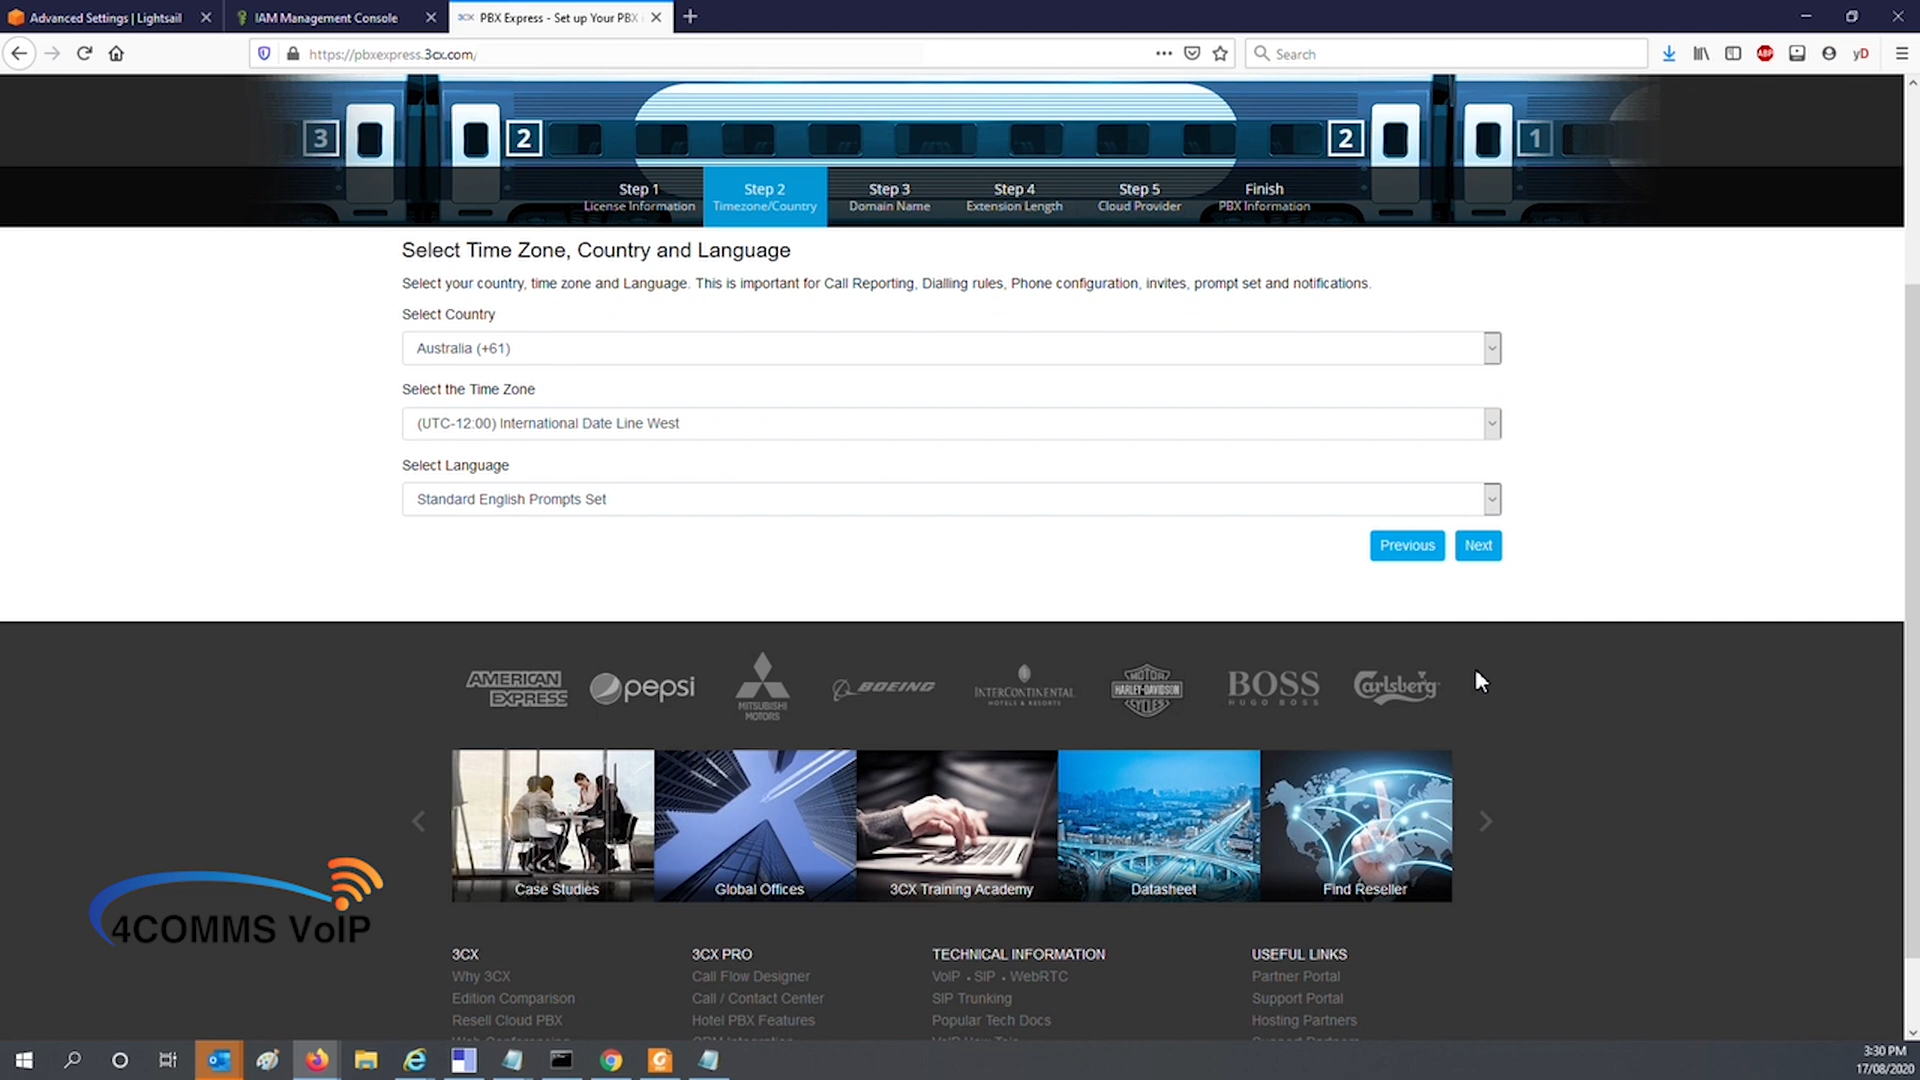 Advanced Settings | Lightsail
IAM Management Console
3CX PBX Express - Set up Your PBX i
https://pbxexpress.3cx.com/
Search
ABP
yD
3
2
2
1
Step 1
License Information
Step 2
Timezone/Country
Step 3
Domain Name
Step 4
Extension Length
Step 5
Cloud Provider
Finish
PBX Information
Select Time Zone, Country and Language
Select your country, time zone and Language. This is important for Call Reporting, Dialling rules, Phone configuration, invites, prompt set and notifications.
Select Country
Australia (+61)
Select the Time Zone
(UTC-12:00) International Date Line West
Select Language
Standard English Prompts Set
Previous
Next
AMERICAN EXPRESS
pepsi
MITSUBISHI MOTORS
BOEING
INTERCONTINENTAL
HOTELS & RESORTS
MOTOR
HARLEY-DAVIDSON
CYCLES
BOSS
HUGO BOSS
Carlsberg
Case Studies
Global Offices
3CX Training Academy
Datasheet
Find Reseller
4COMMS VoIP
3CX
Why 3CX
Edition Comparison
Resell Cloud PBX
3CX PRO
Call Flow Designer
Call / Contact Center
Hotel PBX Features
TECHNICAL INFORMATION
VoIP • SIP • WebRTC
SIP Trunking
Popular Tech Docs
USEFUL LINKS
Partner Portal
Support Portal
Hosting Partners
3:30 PM
17/08/2020